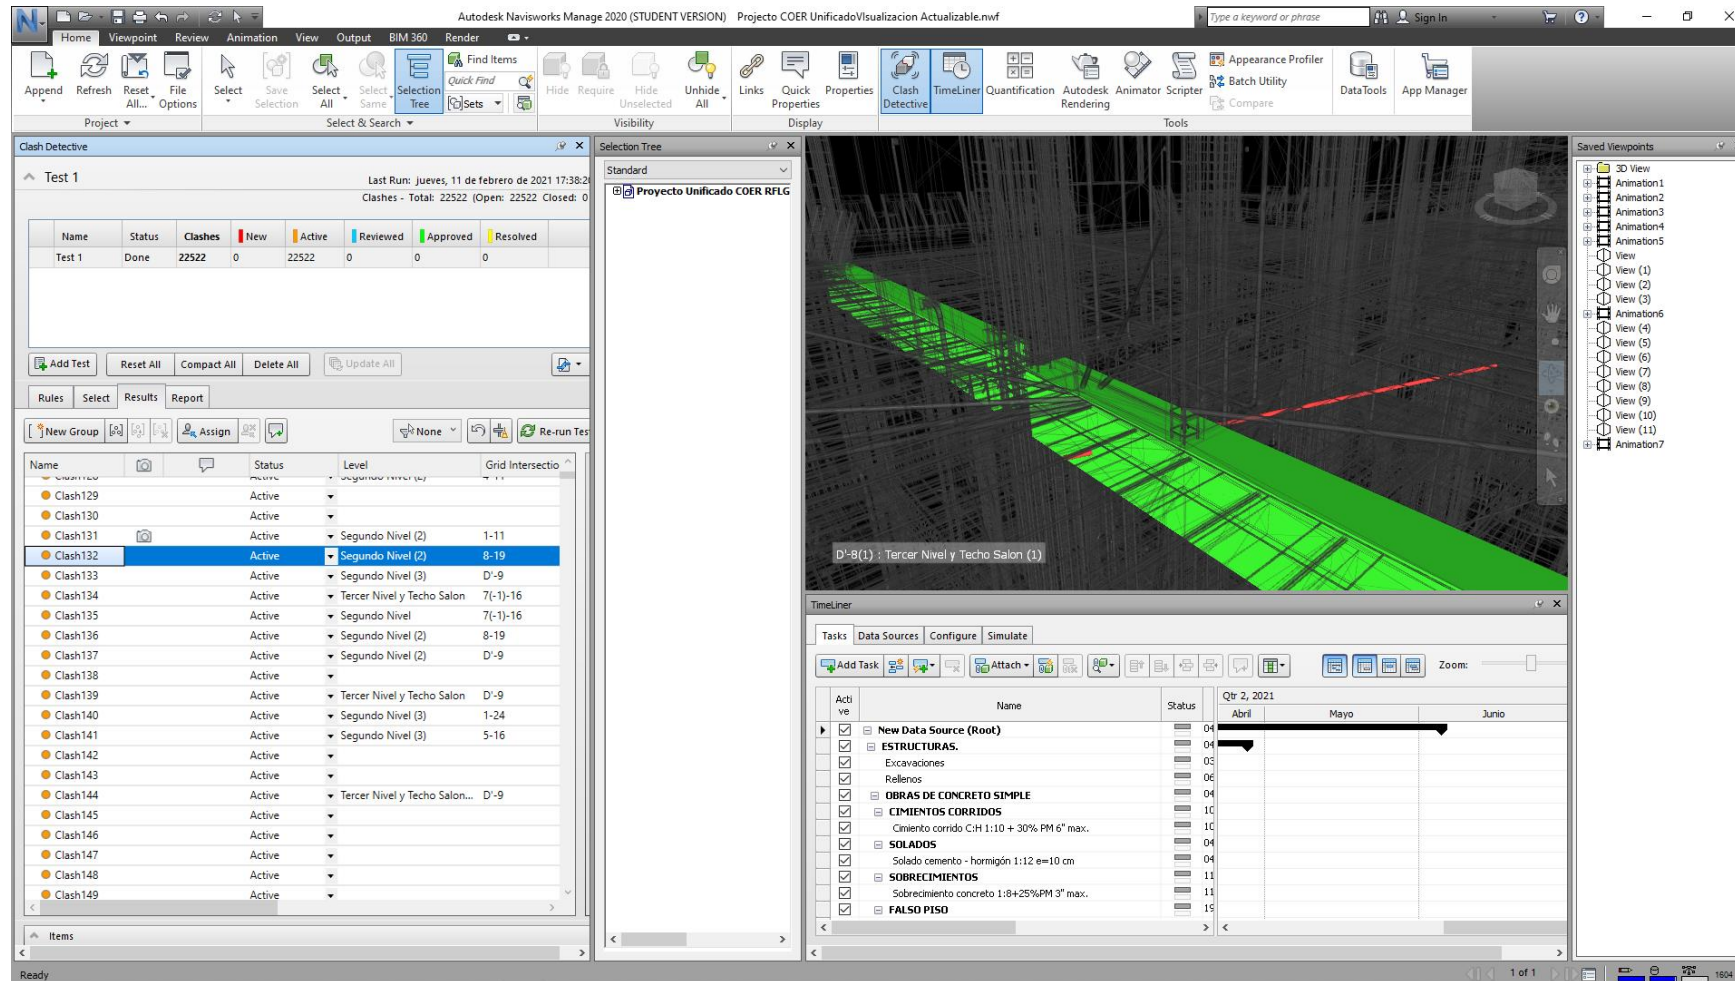 Autodesk Navisworks Manage 2020 (STUDENT VERSION) Projecto COER UnificadoVIsualizacion Actualizable.nwf
Type a keyword or phrase
Sign In
Home Viewpoint Review Animation View Output BIM 360 Render
Append
Refresh
Reset All...
File Options
Project
Select
Save Selection
Select All
Select Same
Selection Tree
Find Items
Quick Find
Sets
Select & Search
Hide
Require
Hide Unselected
Unhide All
Visibility
Links
Quick Properties
Properties
Display
Clash Detective
TimeLiner
Quantification
Autodesk Rendering
Animator
Scripter
Appearance Profiler
Batch Utility
Compare
Tools
DataTools
App Manager
Clash Detective
Test 1
Last Run: jueves, 11 de febrero de 2021 17:38:2
Clashes - Total: 22522 (Open: 22522 Closed: 0
Name Status Clashes New Active Reviewed Approved Resolved
Test 1 Done 22522 0 22522 0 0 0
Add Test Reset All Compact All Delete All Update All
Rules Select Results Report
New Group Assign None Re-run Tes
Name Status Level Grid Intersectio
Clash129 Active
Clash130 Active
Clash131 Active Segundo Nivel (2) 1-11
Clash132 Active Segundo Nivel (2) 8-19
Clash133 Active Segundo Nivel (3) D'-9
Clash134 Active Tercer Nivel y Techo Salon 7(-1)-16
Clash135 Active Segundo Nivel 7(-1)-16
Clash136 Active Segundo Nivel (2) 8-19
Clash137 Active Segundo Nivel (2) D'-9
Clash138 Active
Clash139 Active Tercer Nivel y Techo Salon D'-9
Clash140 Active Segundo Nivel (3) 1-24
Clash141 Active Segundo Nivel (3) 5-16
Clash142 Active
Clash143 Active
Clash144 Active Tercer Nivel y Techo Salon... D'-9
Clash145 Active
Clash146 Active
Clash147 Active
Clash148 Active
Clash149 Active
Items
Ready
Selection Tree
Standard
Proyecto Unificado COER RFLG
D'-8(1) : Tercer Nivel y Techo Salon (1)
TimeLiner
Tasks Data Sources Configure Simulate
Add Task Attach Zoom:
Active Name Status
Qtr 2, 2021
Abril Mayo Junio
New Data Source (Root) 04
ESTRUCTURAS. 04
Excavaciones 03
Rellenos 06
OBRAS DE CONCRETO SIMPLE 04
CIMIENTOS CORRIDOS 10
Cimiento corrido C:H 1:10 + 30% PM 6" max. 10
SOLADOS 04
Solado cemento - hormigón 1:12 e=10 cm 04
SOBRECIMIENTOS 11
Sobrecimiento concreto 1:8+25%PM 3" max. 11
FALSO PISO 19
Saved Viewpoints
3D View
Animation1
Animation2
Animation3
Animation4
Animation5
View
View (1)
View (2)
View (3)
Animation6
View (4)
View (5)
View (6)
View (7)
View (8)
View (9)
View (10)
View (11)
Animation7
1 of 1
1604